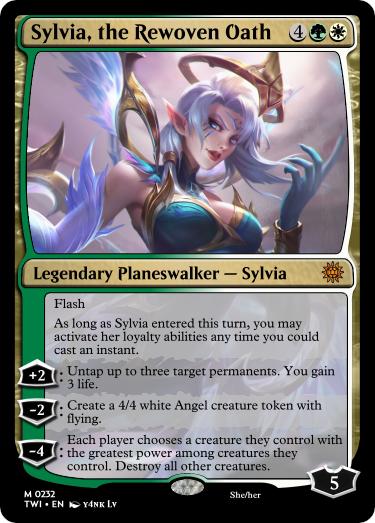 Sylvia, the Rewoven Oath 4
Legendary Planeswalker — Sylvia
Flash
As long as Sylvia entered this turn, you may
activate her loyalty abilities any time you could
cast an instant.
+2: Untap up to three target permanents. You gain
3 life.
-2: Create a 4/4 white Angel creature token with
flying.
-4: Each player chooses a creature they control with
the greatest power among creatures they
control. Destroy all other creatures.
5
M 0232
TWI • EN Y4NK LV
She/her